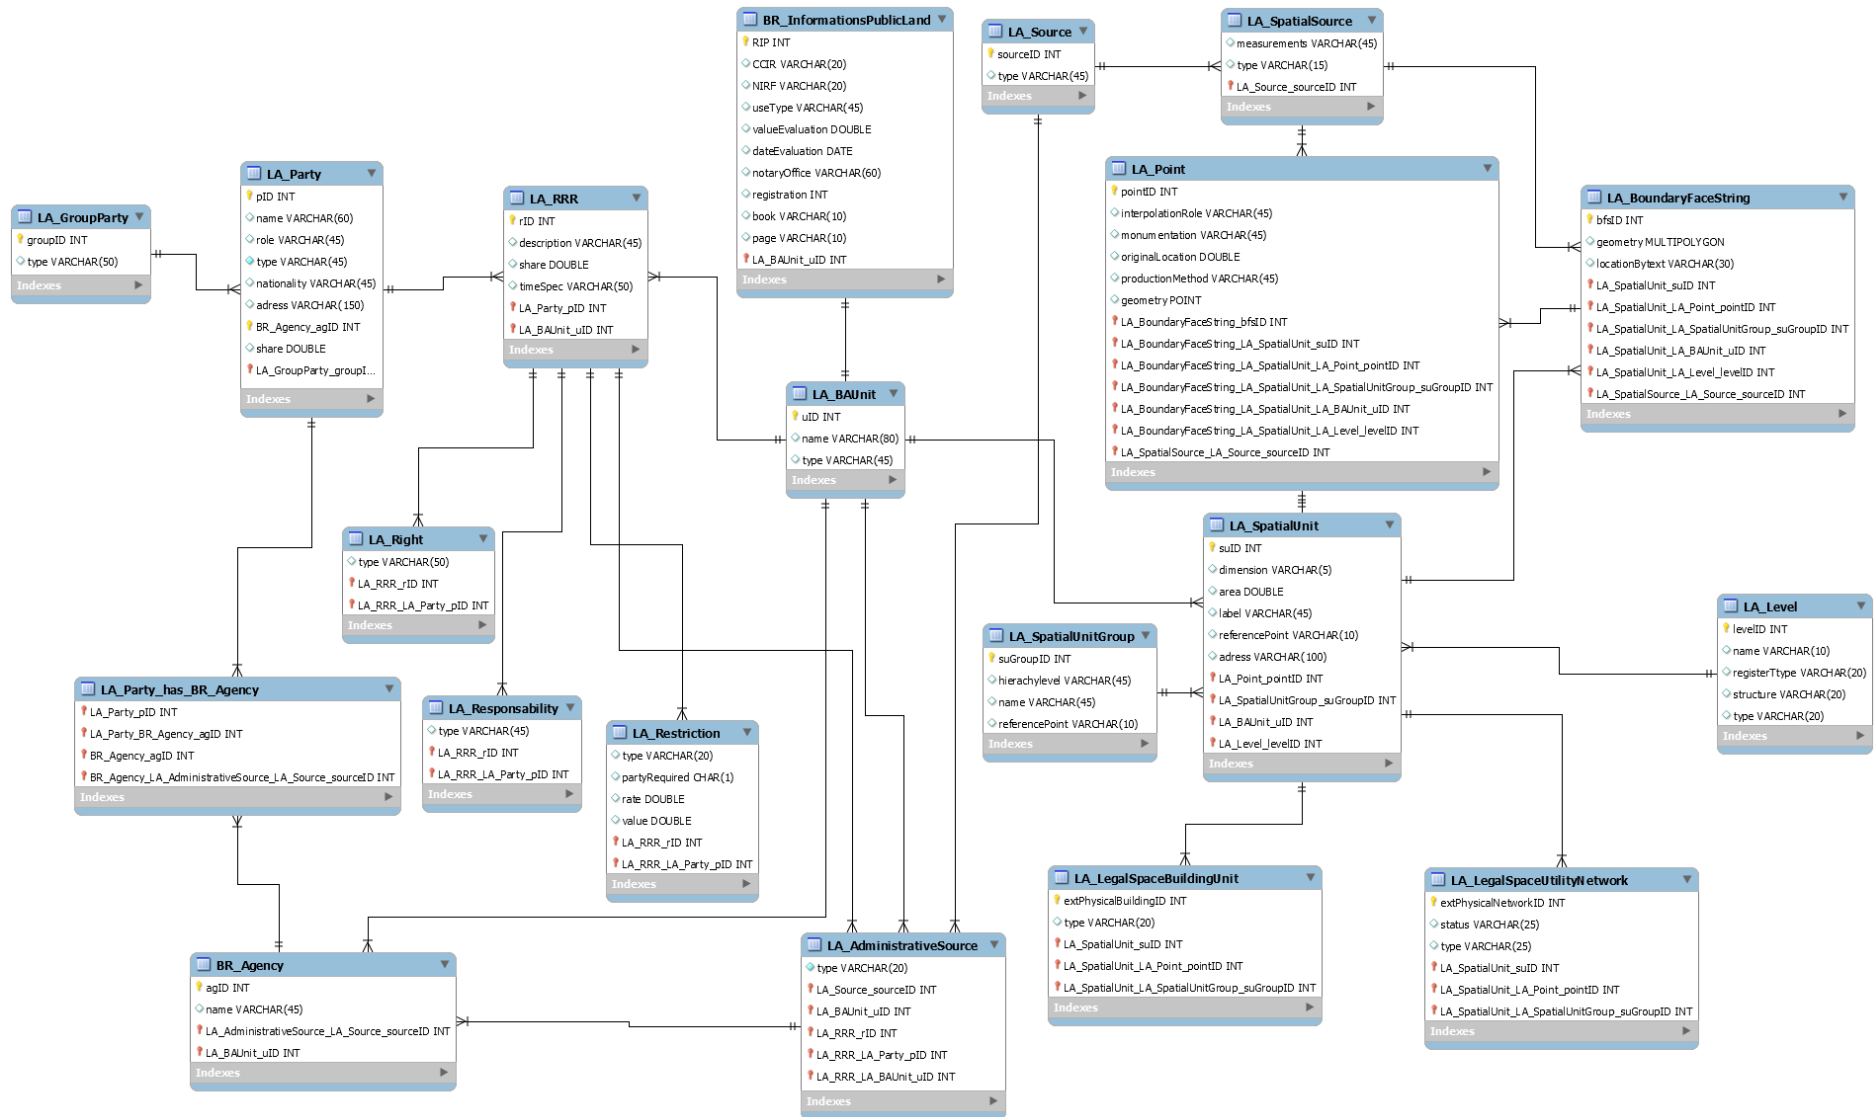 BR_InformationsPublicLand
RIP INT
CCIR VARCHAR(20)
NIRF VARCHAR(20)
useType VARCHAR(45)
valueEvaluation DOUBLE
dateEvaluation DATE
notaryOffice VARCHAR(60)
registration INT
book VARCHAR(10)
page VARCHAR(10)
LA_BAUnit_uID INT
Indexes
LA_Source
sourceID INT
type VARCHAR(45)
Indexes
LA_SpatialSource
measurements VARCHAR(45)
type VARCHAR(15)
LA_Source_sourceID INT
Indexes
LA_GroupParty
groupID INT
type VARCHAR(50)
Indexes
LA_Party
pID INT
name VARCHAR(60)
role VARCHAR(45)
type VARCHAR(45)
nationality VARCHAR(45)
adress VARCHAR(150)
BR_Agency_agID INT
share DOUBLE
LA_GroupParty_groupI...
Indexes
LA_RRR
rID INT
description VARCHAR(45)
share DOUBLE
timeSpec VARCHAR(50)
LA_Party_pID INT
LA_BAUnit_uID INT
Indexes
LA_Point
pointID INT
interpolationRole VARCHAR(45)
monumentation VARCHAR(45)
originalLocation DOUBLE
productionMethod VARCHAR(45)
geometry POINT
LA_BoundaryFaceString_bfsID INT
LA_BoundaryFaceString_LA_SpatialUnit_suID INT
LA_BoundaryFaceString_LA_SpatialUnit_LA_Point_pointID INT
LA_BoundaryFaceString_LA_SpatialUnit_LA_SpatialUnitGroup_suGroupID INT
LA_BoundaryFaceString_LA_SpatialUnit_LA_BAUnit_uID INT
LA_BoundaryFaceString_LA_SpatialUnit_LA_Level_levelID INT
LA_SpatialSource_LA_Source_sourceID INT
Indexes
LA_BoundaryFaceString
bfsID INT
geometry MULTIPOLYGON
locationBytext VARCHAR(30)
LA_SpatialUnit_suID INT
LA_SpatialUnit_LA_Point_pointID INT
LA_SpatialUnit_LA_SpatialUnitGroup_suGroupID INT
LA_SpatialUnit_LA_BAUnit_uID INT
LA_SpatialUnit_LA_Level_levelID INT
LA_SpatialSource_LA_Source_sourceID INT
Indexes
LA_BAUnit
uID INT
name VARCHAR(80)
type VARCHAR(45)
Indexes
LA_Right
type VARCHAR(50)
LA_RRR_rID INT
LA_RRR_LA_Party_pID INT
Indexes
LA_SpatialUnit
suID INT
dimension VARCHAR(5)
area DOUBLE
label VARCHAR(45)
referencePoint VARCHAR(10)
adress VARCHAR(100)
LA_Point_pointID INT
LA_SpatialUnitGroup_suGroupID INT
LA_BAUnit_uID INT
LA_Level_levelID INT
Indexes
LA_SpatialUnitGroup
suGroupID INT
hierachylevel VARCHAR(45)
name VARCHAR(45)
referencePoint VARCHAR(10)
Indexes
LA_Level
levelID INT
name VARCHAR(10)
registerTtype VARCHAR(20)
structure VARCHAR(20)
type VARCHAR(20)
Indexes
LA_Party_has_BR_Agency
LA_Party_pID INT
LA_Party_BR_Agency_agID INT
BR_Agency_agID INT
BR_Agency_LA_AdministrativeSource_LA_Source_sourceID INT
Indexes
LA_Responsability
type VARCHAR(45)
LA_RRR_rID INT
LA_RRR_LA_Party_pID INT
Indexes
LA_Restriction
type VARCHAR(20)
partyRequired CHAR(1)
rate DOUBLE
value DOUBLE
LA_RRR_rID INT
LA_RRR_LA_Party_pID INT
Indexes
LA_LegalSpaceBuildingUnit
extPhysicalBuildingID INT
type VARCHAR(20)
LA_SpatialUnit_suID INT
LA_SpatialUnit_LA_Point_pointID INT
LA_SpatialUnit_LA_SpatialUnitGroup_suGroupID INT
Indexes
LA_LegalSpaceUtilityNetwork
extPhysicalNetworkID INT
status VARCHAR(25)
type VARCHAR(25)
LA_SpatialUnit_suID INT
LA_SpatialUnit_LA_Point_pointID INT
LA_SpatialUnit_LA_SpatialUnitGroup_suGroupID INT
Indexes
BR_Agency
agID INT
name VARCHAR(45)
LA_AdministrativeSource_LA_Source_sourceID INT
LA_BAUnit_uID INT
Indexes
LA_AdministrativeSource
type VARCHAR(20)
LA_Source_sourceID INT
LA_BAUnit_uID INT
LA_RRR_rID INT
LA_RRR_LA_Party_pID INT
LA_RRR_LA_BAUnit_uID INT
Indexes